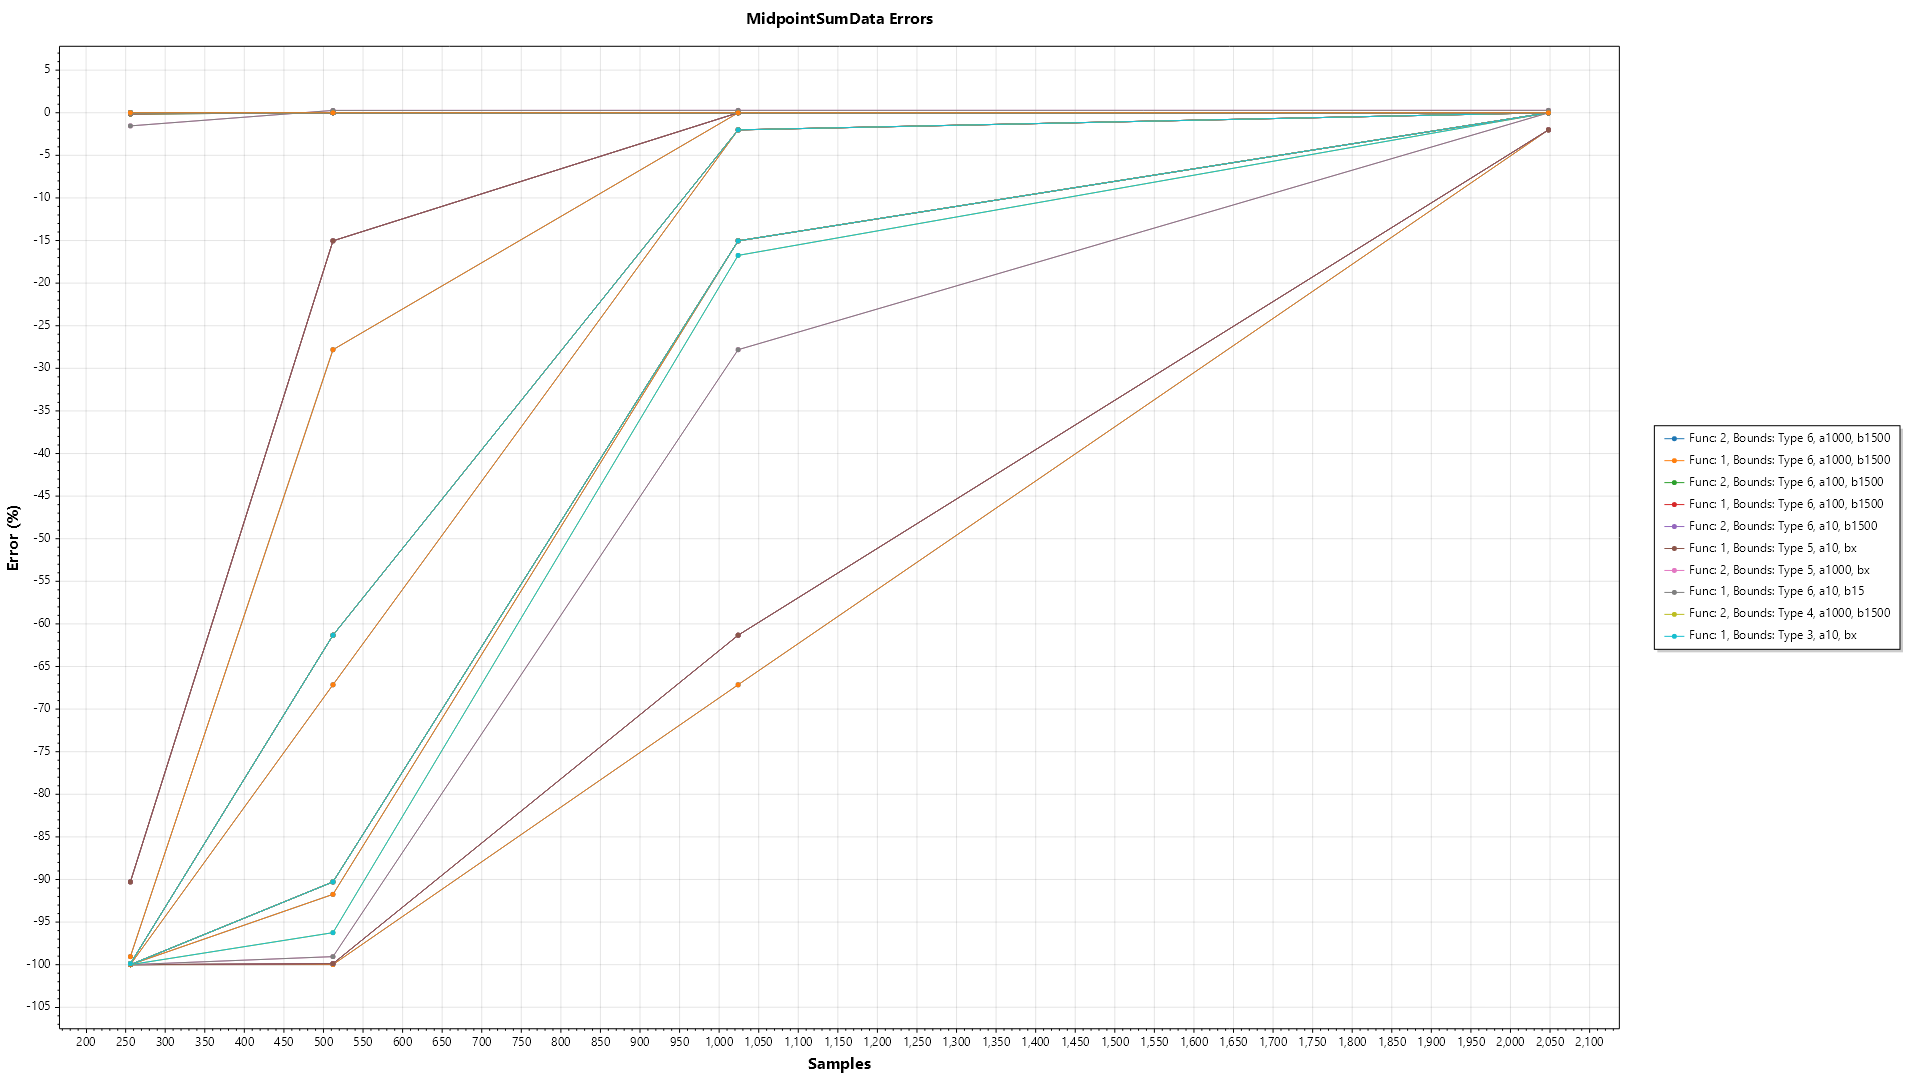 MidpointSumData Errors
5
0
-5
-10
-15
-20
-25
-30
-35
-40
-45
-50
-55
-60
-65
-70
-75
-80
-85
-90
-95
-100
-105
Error (%)
200 250 300 350 400 450 500 550 600 650 700 750 800 850 900 950 1,000 1,050 1,100 1,150 1,200 1,250 1,300 1,350 1,400 1,450 1,500 1,550 1,600 1,650 1,700 1,750 1,800 1,850 1,900 1,950 2,000 2,050 2,100
Samples
Func: 2, Bounds: Type 6, a1000, b1500
Func: 1, Bounds: Type 6, a1000, b1500
Func: 2, Bounds: Type 6, a100, b1500
Func: 1, Bounds: Type 6, a100, b1500
Func: 2, Bounds: Type 6, a10, b1500
Func: 1, Bounds: Type 5, a10, bx
Func: 2, Bounds: Type 5, a1000, bx
Func: 1, Bounds: Type 6, a10, b15
Func: 2, Bounds: Type 4, a1000, b1500
Func: 1, Bounds: Type 3, a10, bx